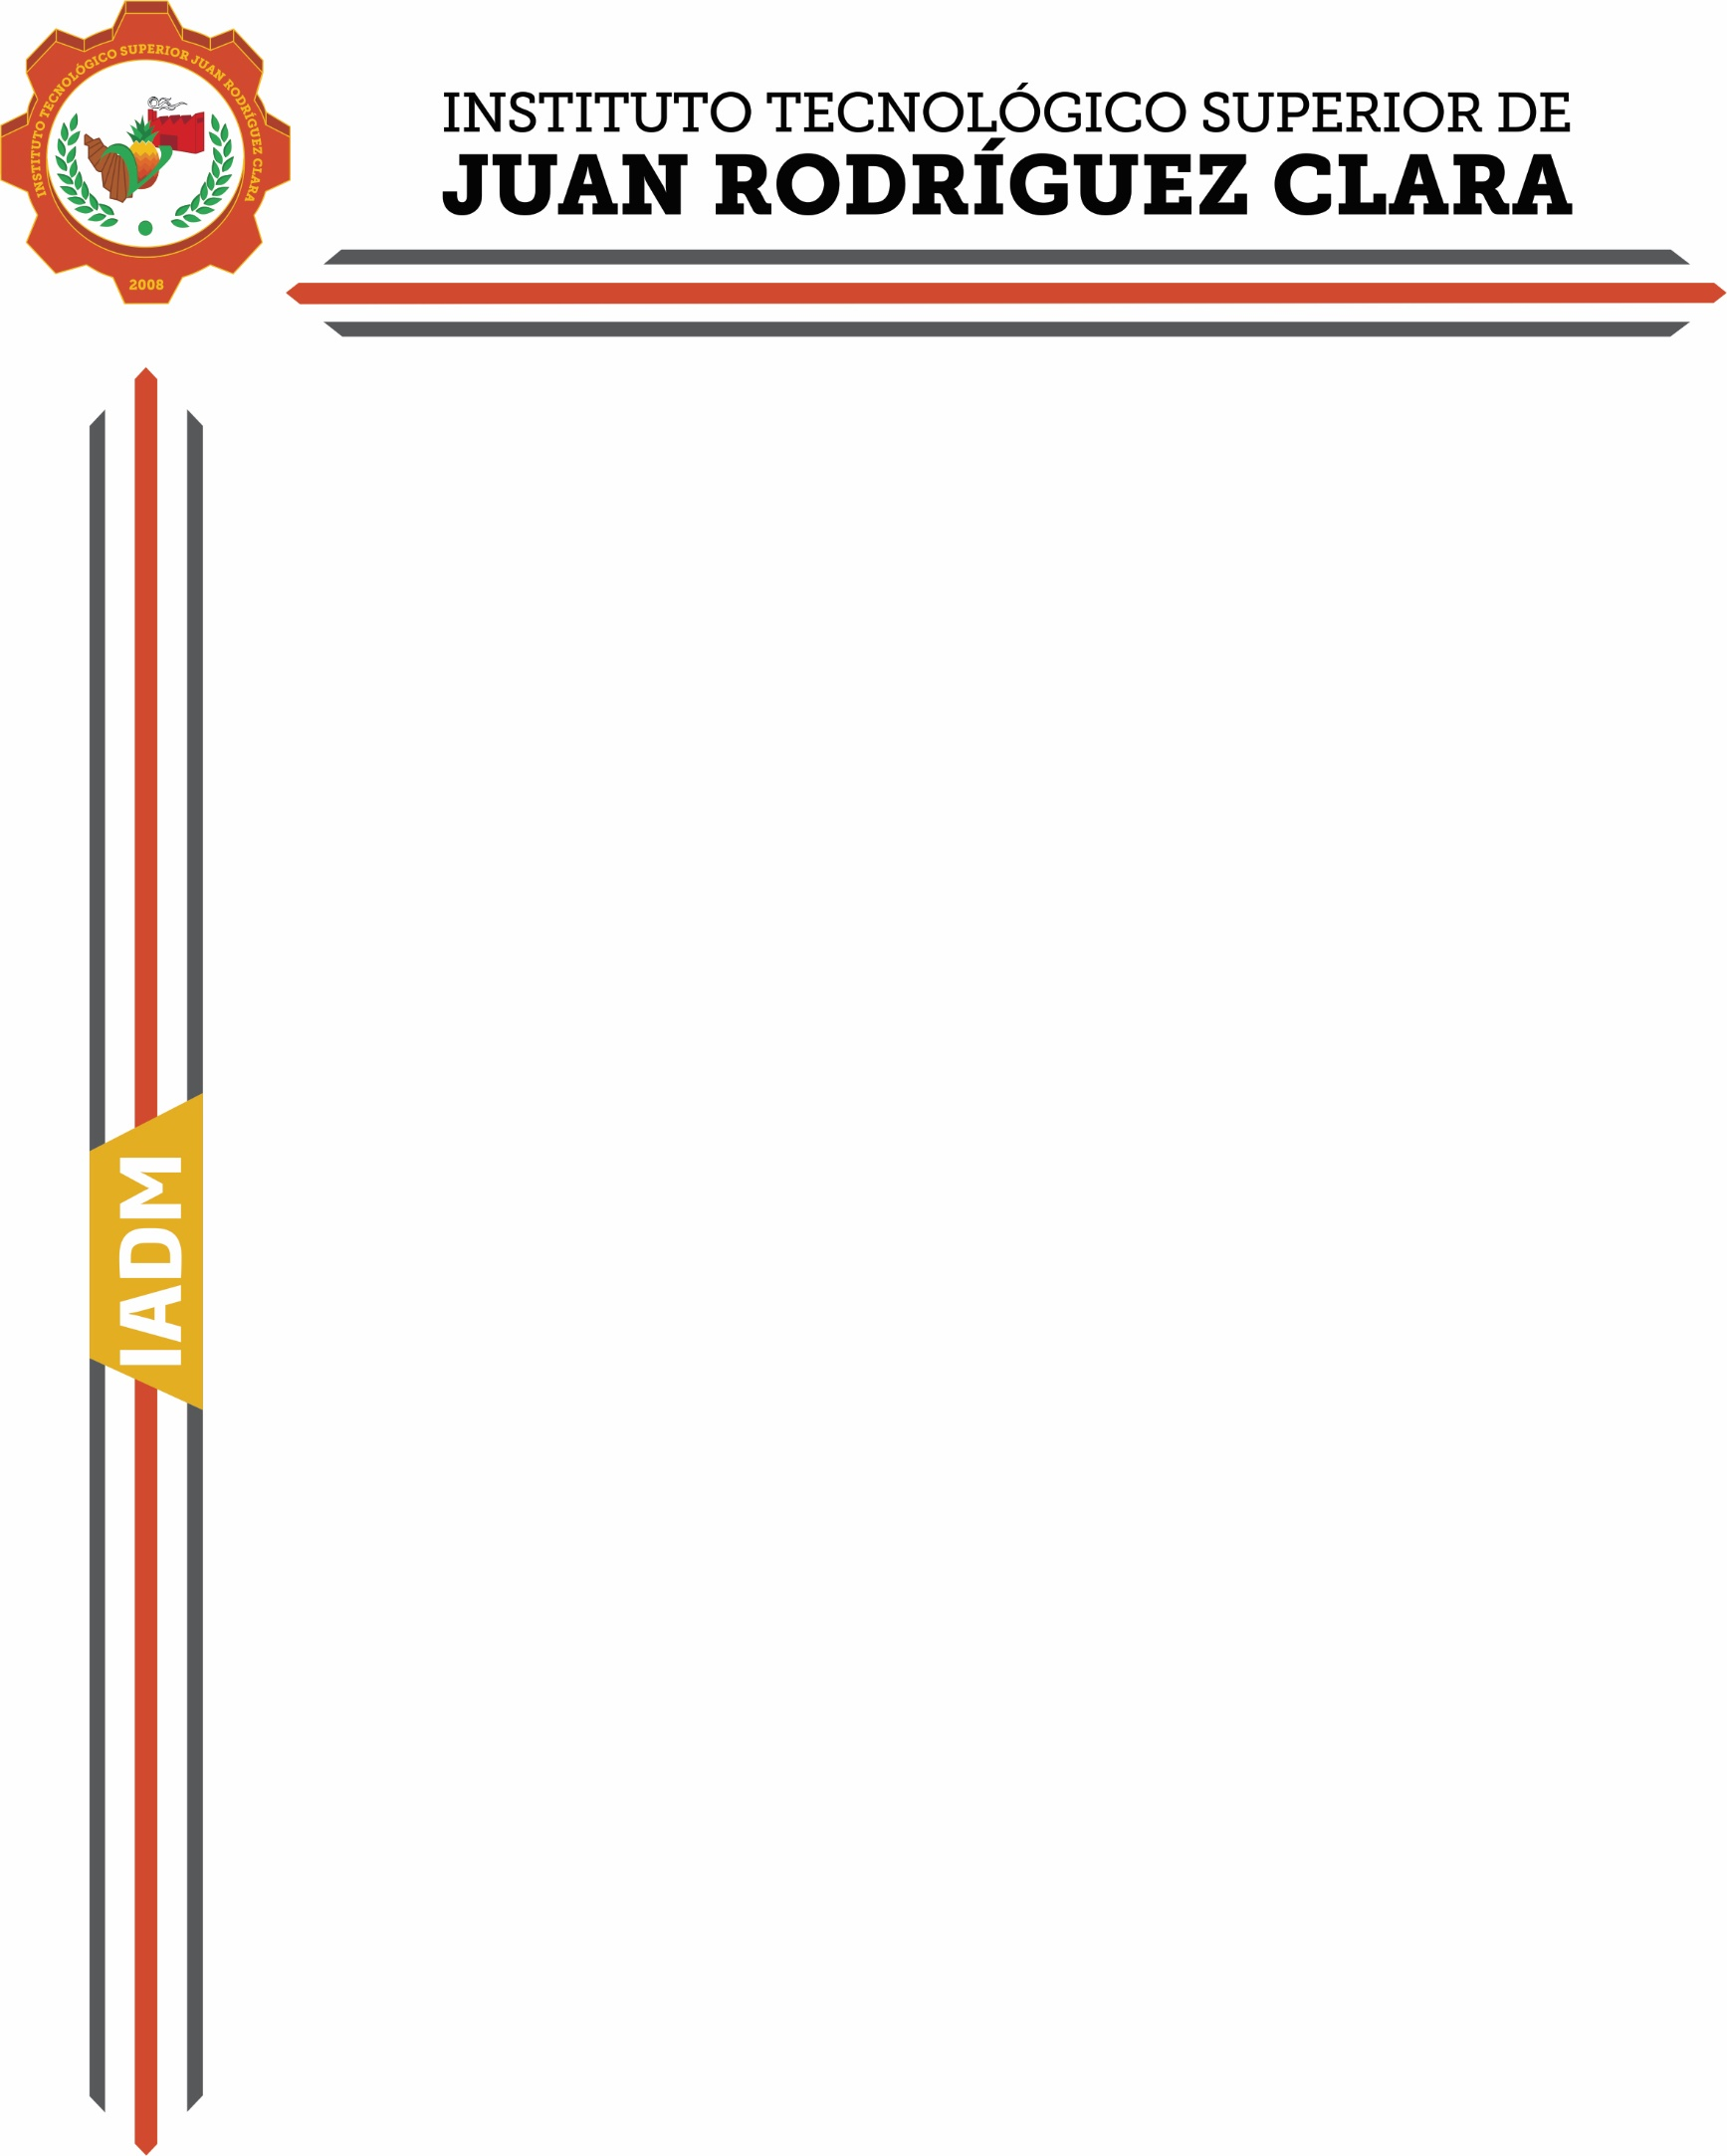 INSTITUTO TECNOLÓGICO SUPERIOR JUAN RODRÍGUEZ CLARA
2008
INSTITUTO TECNOLÓGICO SUPERIOR DE
JUAN RODRÍGUEZ CLARA
IADM